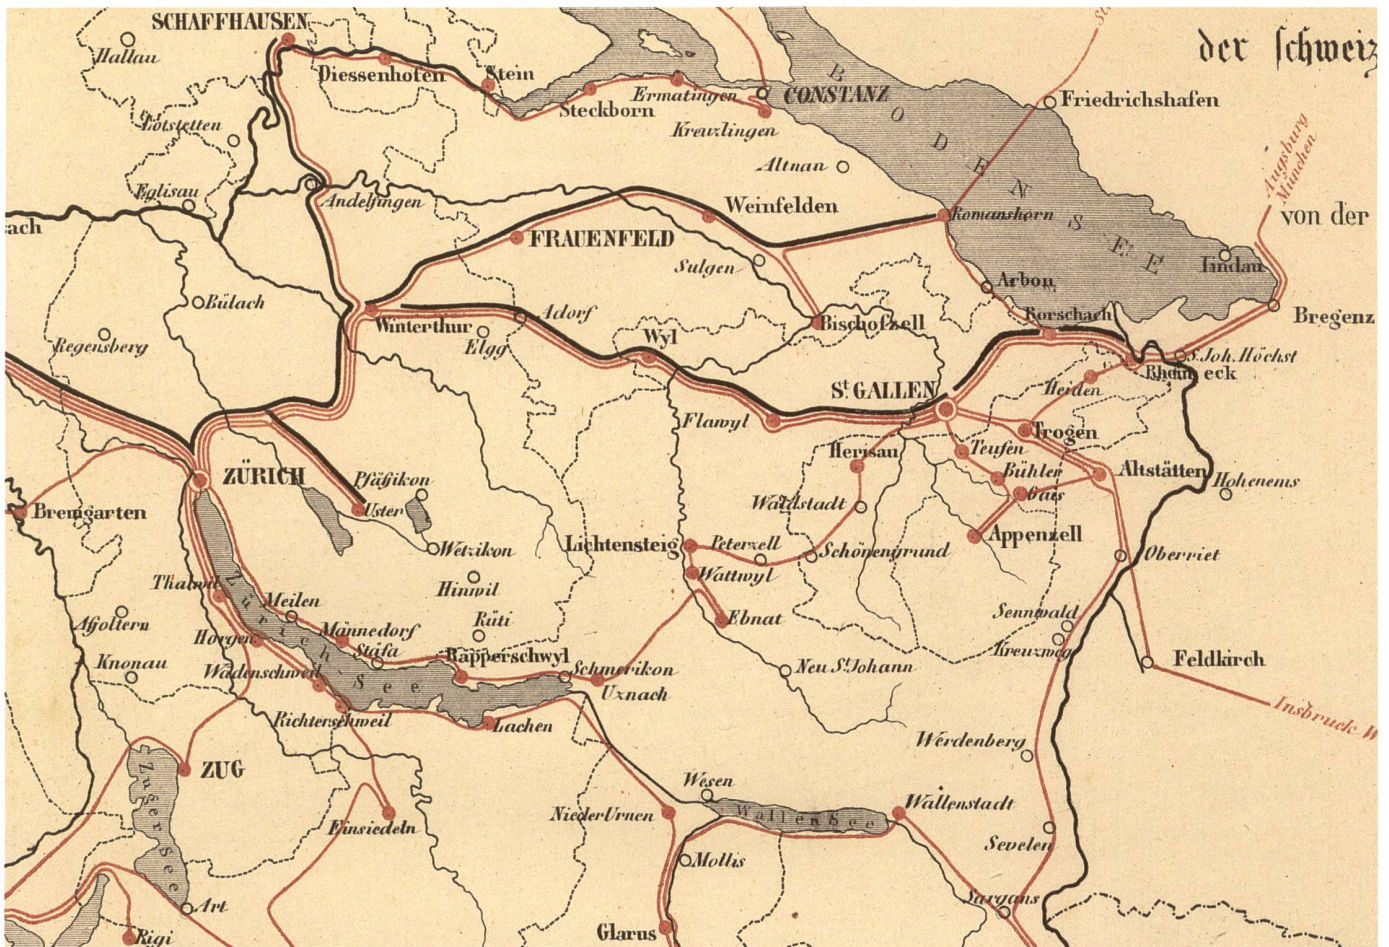 SCHAFFHAUSEN
der schweiz
Hallau
Diessenhofen
Stein
Ermatingen
CONSTANZ
Friedrichshafen
Steckborn
Kreuzlingen
BODENSEE
Lotstetten
Altnau
Augsburg
München
Eglisau
Andelfingen
Weinfelden
Romanshorn
von der
ach
FRAUENFELD
Sulgen
Lindau
Arbon
Bülach
Adorf
Bischofzell
Rorschach
Bregenz
Winterthur
Regensberg
Elgg
Wyl
S. Joh. Höchst
Rheineck
St. GALLEN
Heiden
Flawyl
Trogen
Herisau
Teufen
ZÜRICH
Pfäffikon
Bühler
Altstätten
Hohenems
Bremgarten
Uster
Waldstadt
Gais
Lichtensteig
Peterzell
Schönengrund
Appenzell
Wetzikon
Oberriet
Wattwyl
Thalwil
Hinwil
Zürich See
Meilen
Affoltern
Rüti
Ebnat
Sennwald
Horgen
Männedorf
Stäfa
Kreuzweg
Knonau
Wädenschweil
Rapperschwyl
Schmerikon
Neu St. Johann
Feldkirch
Uznach
Richterschweil
Lachen
Insbruck W
Werdenberg
ZUG
Wesen
Zuger See
Nieder Urnen
Wallen See
Wallenstadt
Einsiedeln
Sevelen
Mollis
Art
Sargans
Rigi
Glarus